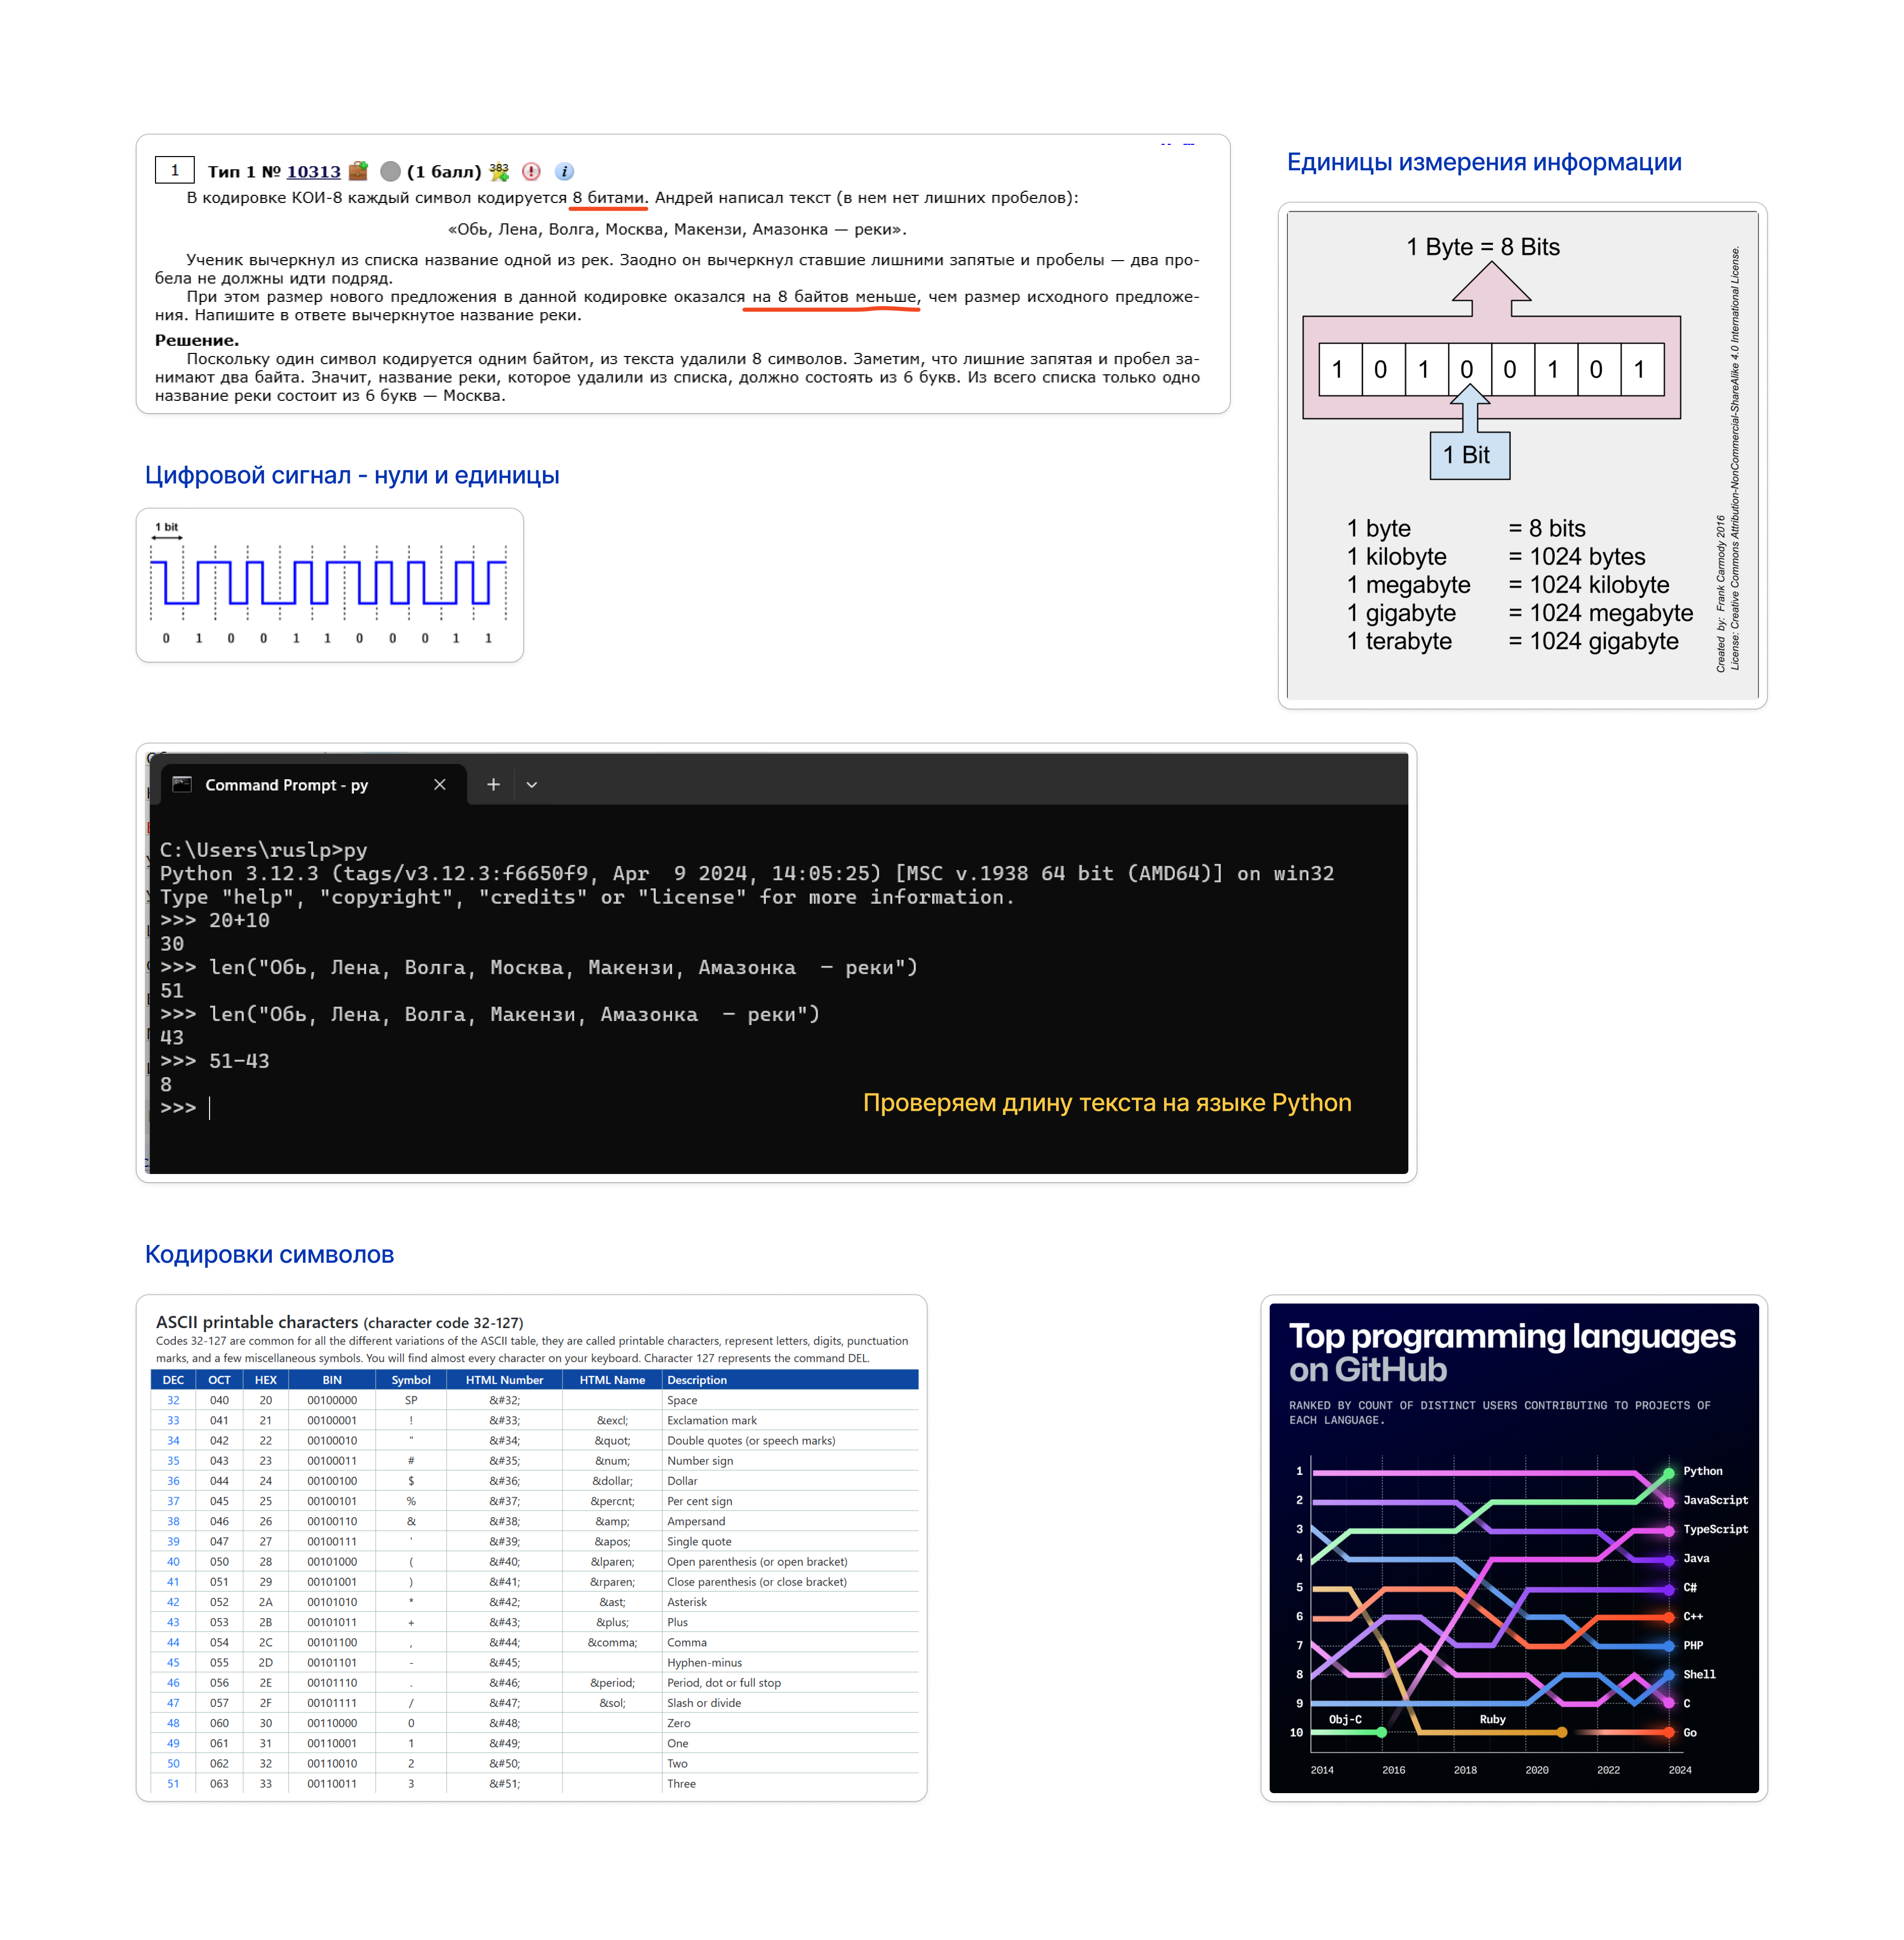 1 Тип 1 № 10313 (1 балл) 383
В кодировке КОИ-8 каждый символ кодируется 8 битами. Андрей написал текст (в нем нет лишних пробелов):
«Обь, Лена, Волга, Москва, Макензи, Амазонка — реки».
Ученик вычеркнул из списка название одной из рек. Заодно он вычеркнул ставшие лишними запятые и пробелы — два про-
бела не должны идти подряд.
При этом размер нового предложения в данной кодировке оказался на 8 байтов меньше, чем размер исходного предложе-
ния. Напишите в ответе вычеркнутое название реки.
Решение.
Поскольку один символ кодируется одним байтом, из текста удалили 8 символов. Заметим, что лишние запятая и пробел за-
нимают два байта. Значит, название реки, которое удалили из списка, должно состоять из 6 букв. Из всего списка только одно
название реки состоит из 6 букв — Москва.
Единицы измерения информации
1 Byte = 8 Bits
1 0 1 0 0 1 0 1
1 Bit
1 byte = 8 bits
1 kilobyte = 1024 bytes
1 megabyte = 1024 kilobyte
1 gigabyte = 1024 megabyte
1 terabyte = 1024 gigabyte
Created by: Frank Carmody 2016
License: Creative Commons Attribution-NonCommercial-ShareAlike 4.0 International License.
Цифровой сигнал - нули и единицы
1 bit
0 1 0 0 1 1 0 0 0 1 1
Command Prompt - py
C:\Users\ruslp>py
Python 3.12.3 (tags/v3.12.3:f6650f9, Apr  9 2024, 14:05:25) [MSC v.1938 64 bit (AMD64)] on win32
Type "help", "copyright", "credits" or "license" for more information.
>>> 20+10
30
>>> len("Обь, Лена, Волга, Москва, Макензи, Амазонка  — реки")
51
>>> len("Обь, Лена, Волга, Макензи, Амазонка  — реки")
43
>>> 51-43
8
>>>
Проверяем длину текста на языке Python
Кодировки символов
ASCII printable characters (character code 32-127)
Codes 32-127 are common for all the different variations of the ASCII table, they are called printable characters, represent letters, digits, punctuation
marks, and a few miscellaneous symbols. You will find almost every character on your keyboard. Character 127 represents the command DEL.
DEC OCT HEX BIN Symbol HTML Number HTML Name Description
32 040 20 00100000 SP &#32; Space
33 041 21 00100001 ! &#33; &excl; Exclamation mark
34 042 22 00100010 " &#34; &quot; Double quotes (or speech marks)
35 043 23 00100011 # &#35; &num; Number sign
36 044 24 00100100 $ &#36; &dollar; Dollar
37 045 25 00100101 % &#37; &percnt; Per cent sign
38 046 26 00100110 & &#38; &amp; Ampersand
39 047 27 00100111 ' &#39; &apos; Single quote
40 050 28 00101000 ( &#40; &lparen; Open parenthesis (or open bracket)
41 051 29 00101001 ) &#41; &rparen; Close parenthesis (or close bracket)
42 052 2A 00101010 * &#42; &ast; Asterisk
43 053 2B 00101011 + &#43; &plus; Plus
44 054 2C 00101100 , &#44; &comma; Comma
45 055 2D 00101101 - &#45; Hyphen-minus
46 056 2E 00101110 . &#46; &period; Period, dot or full stop
47 057 2F 00101111 / &#47; &sol; Slash or divide
48 060 30 00110000 0 &#48; Zero
49 061 31 00110001 1 &#49; One
50 062 32 00110010 2 &#50; Two
51 063 33 00110011 3 &#51; Three
Top programming languages
on GitHub
RANKED BY COUNT OF DISTINCT USERS CONTRIBUTING TO PROJECTS OF
EACH LANGUAGE.
1 Python
2 JavaScript
3 TypeScript
4 Java
5 C#
6 C++
7 PHP
8 Shell
9 C
Obj-C Ruby
10 Go
2014 2016 2018 2020 2022 2024